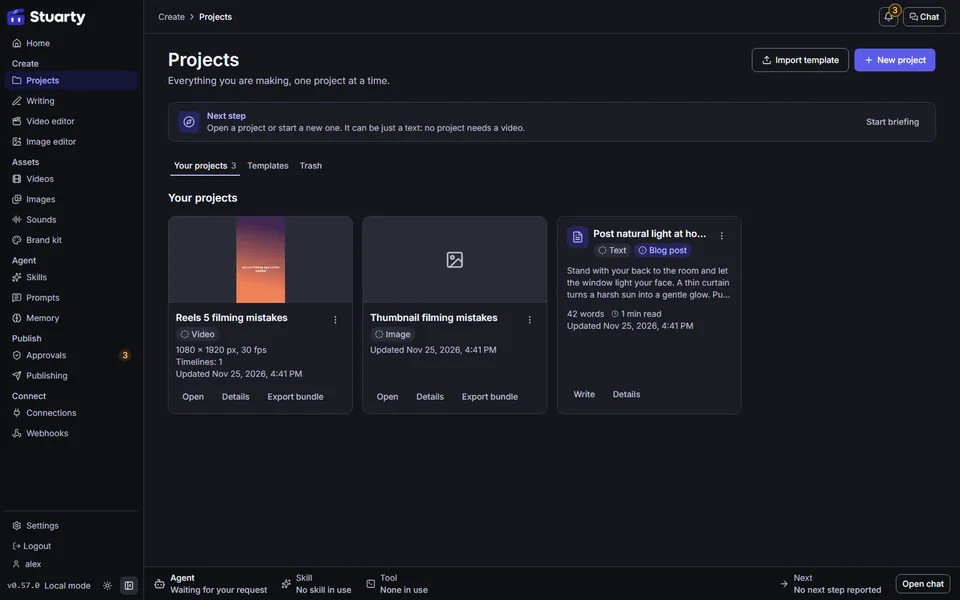 Stuarty
Create > Projects
3
Chat
Home
Create
Projects
Writing
Video editor
Image editor
Assets
Videos
Images
Sounds
Brand kit
Agent
Skills
Prompts
Memory
Publish
Approvals 3
Publishing
Connect
Connections
Webhooks
Settings
Logout
alex
v0.57.0 Local mode
Projects
Everything you are making, one project at a time.
Import template
+ New project
Next step
Open a project or start a new one. It can be just a text: no project needs a video.
Start briefing
Your projects 3
Templates
Trash
Your projects
Reels 5 filming mistakes
Video
1080 × 1920 px, 30 fps
Timelines: 1
Updated Nov 25, 2026, 4:41 PM
Open
Details
Export bundle
Thumbnail filming mistakes
Image
Updated Nov 25, 2026, 4:41 PM
Open
Details
Export bundle
Post natural light at ho...
Text
Blog post
Stand with your back to the room and let
the window light your face. A thin curtain
turns a harsh sun into a gentle glow. Pu...
42 words 1 min read
Updated Nov 25, 2026, 4:41 PM
Write
Details
Agent
Waiting for your request
Skill
No skill in use
Tool
None in use
Next
No next step reported
Open chat